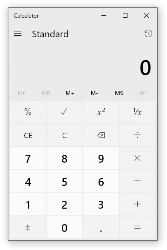 Calculator
Standard
0
MC MR M+ M- MS M˅
% √ x² ¹/x
CE C ⌫ ÷
7 8 9 ×
4 5 6 −
1 2 3 +
± 0 . =